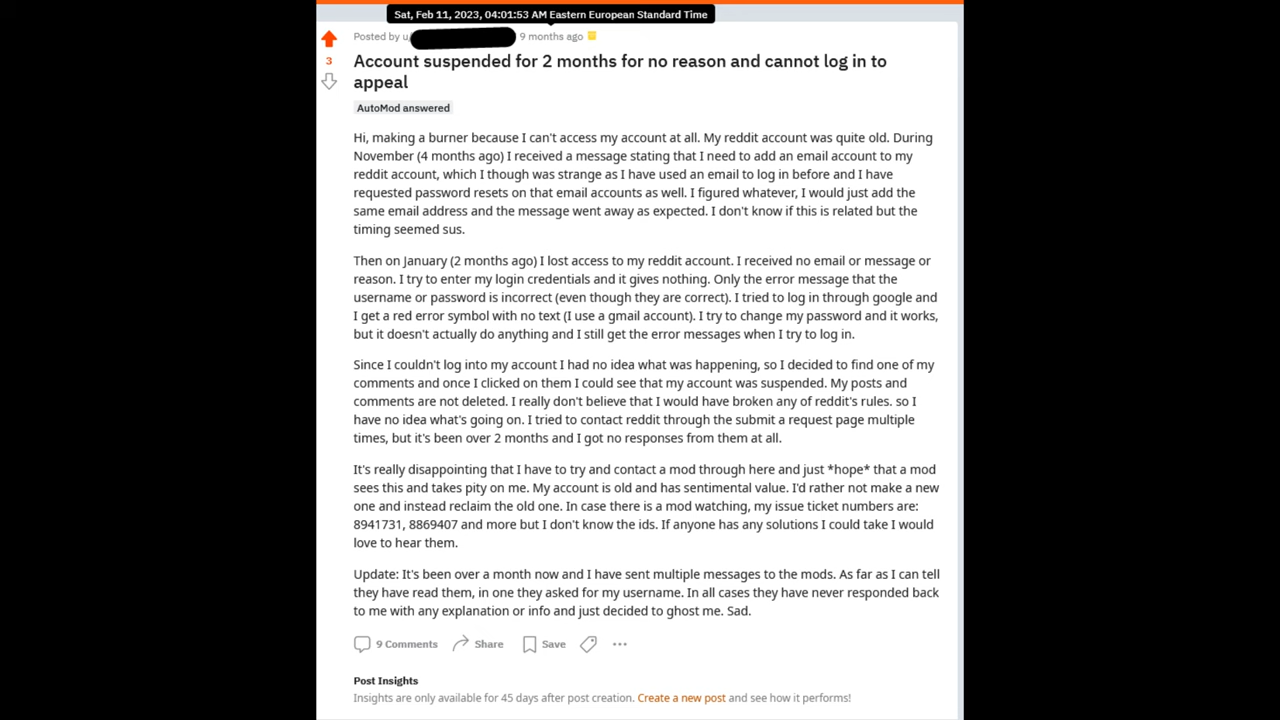 Sat, Feb 11, 2023, 04:01:53 AM Eastern European Standard Time
Posted by u 9 months ago
3
Account suspended for 2 months for no reason and cannot log in to
appeal
AutoMod answered
Hi, making a burner because I can't access my account at all. My reddit account was quite old. During
November (4 months ago) I received a message stating that I need to add an email account to my
reddit account, which I though was strange as I have used an email to log in before and I have
requested password resets on that email accounts as well. I figured whatever, I would just add the
same email address and the message went away as expected. I don't know if this is related but the
timing seemed sus.
Then on January (2 months ago) I lost access to my reddit account. I received no email or message or
reason. I try to enter my login credentials and it gives nothing. Only the error message that the
username or password is incorrect (even though they are correct). I tried to log in through google and
I get a red error symbol with no text (I use a gmail account). I try to change my password and it works,
but it doesn't actually do anything and I still get the error messages when I try to log in.
Since I couldn't log into my account I had no idea what was happening, so I decided to find one of my
comments and once I clicked on them I could see that my account was suspended. My posts and
comments are not deleted. I really don't believe that I would have broken any of reddit's rules. so I
have no idea what's going on. I tried to contact reddit through the submit a request page multiple
times, but it's been over 2 months and I got no responses from them at all.
It's really disappointing that I have to try and contact a mod through here and just *hope* that a mod
sees this and takes pity on me. My account is old and has sentimental value. I'd rather not make a new
one and instead reclaim the old one. In case there is a mod watching, my issue ticket numbers are:
8941731, 8869407 and more but I don't know the ids. If anyone has any solutions I could take I would
love to hear them.
Update: It's been over a month now and I have sent multiple messages to the mods. As far as I can tell
they have read them, in one they asked for my username. In all cases they have never responded back
to me with any explanation or info and just decided to ghost me. Sad.
9 Comments Share Save
Post Insights
Insights are only available for 45 days after post creation. Create a new post and see how it performs!